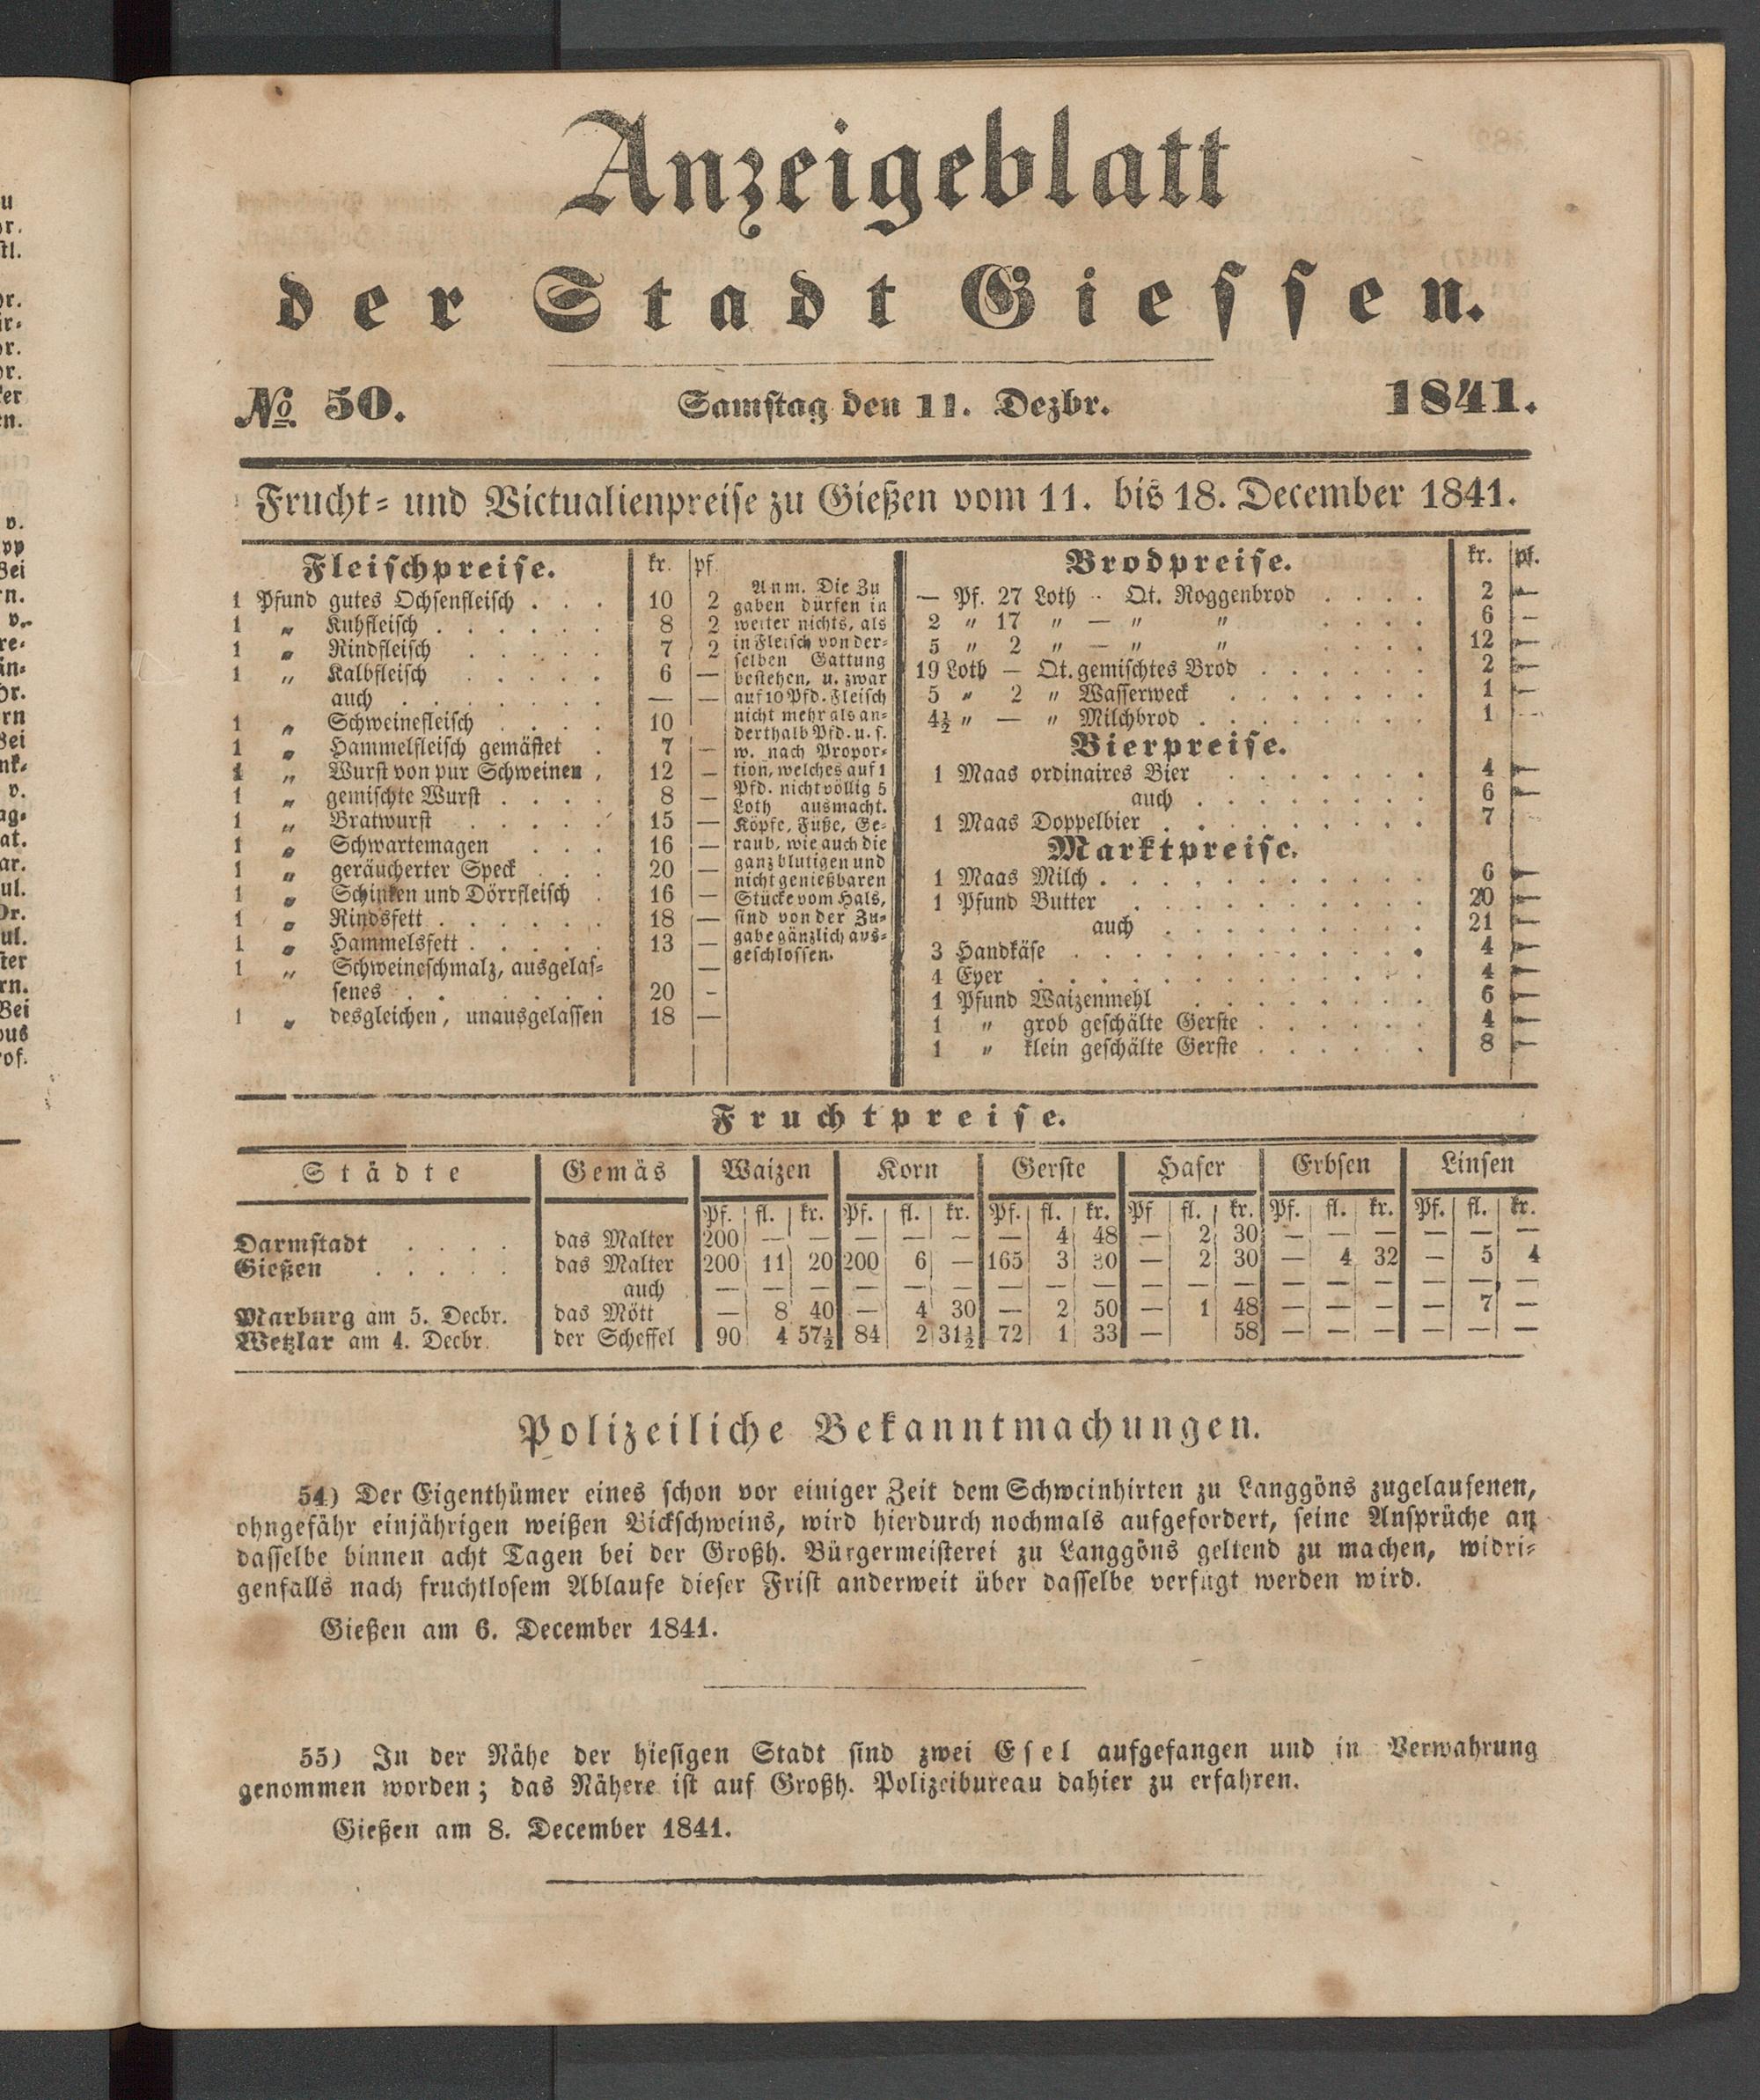 Anzeigeblatt
der Stadt Giessen.
No 50. Samstag den 11. Dezbr. 1841.
Frucht- und Victualienpreise zu Gießen vom 11. bis 18. December 1841.
Fleischpreise. kr. pf.
1 Pfund gutes Ochsenfleisch . . . 10 2
1 „ Kuhfleisch . . . . . . 8 2
1 „ Rindfleisch . . . . . 7 2
1 „ Kalbfleisch . . . . . 6 —
auch . . . . . . . — —
1 „ Schweinefleisch . . . . 10
1 „ Hammelfleisch gemästet . 7 —
1 „ Wurst von pur Schweinen . 12 —
1 „ gemischte Wurst . . . . 8 —
1 „ Bratwurst . . . . . 15 —
1 „ Schwartemagen . . . 16 —
1 „ geräucherter Speck . . . 20 —
1 „ Schinken und Dörrfleisch . 16 —
1 „ Rindsfett . . . . . . 18 —
1 „ Hammelsfett . . . . . 13 —
1 „ Schweineschmalz, ausgelas= —
senes . . . . . . . 20 -
1 „ desgleichen, unausgelassen 18 —
Anm. Die Zu
gaben dürfen in
weiter nichts, als
in Fleisch von der-
selben Gattung
bestehen, u. zwar
auf 10 Pfd. Fleisch
nicht mehr als an-
derthalb Pfd. u. s.
w. nach Propor-
tion, welches auf 1
Pfd. nicht völlig 5
Loth ausmacht.
Köpfe, Füße, Ge-
raub, wie auch die
ganz blutigen und
nicht genießbaren
Stücke vom Hals,
sind von der Zu-
gabe gänzlich aus-
geschlossen.
Brodpreise. kr. pf.
— Pf. 27 Loth - Qt. Roggenbrod . . . . 2 —
2 „ 17 „ — „ „ . . . . 6 —
5 „ 2 „ — „ „ . . . . 12 —
19 Loth — Qt. gemischtes Brod . . . . . . 2 —
5 „ 2 „ Wasserweck . . . . . . . 1 —
4½ „ — „ Milchbrod . . . . . . . . 1 —
Bierpreise.
1 Maas ordinaires Bier . . . . . . . 4 —
auch . . . . . . . . 6 —
1 Maas Doppelbier . . . . . . . . . 7
Marktpreise.
1 Maas Milch . . . . . . . . . . . 6 —
1 Pfund Butter . . . . . . . . . . 20 —
auch . . . . . . . . . 21 —
3 Handkäse . . . . . . . . . . . . 4 —
4 Eyer . . . . . . . . . . . . . 4 —
1 Pfund Waizenmehl . . . . . . . . 6 —
1 „ grob geschälte Gerste . . . . . . 4 —
1 „ klein geschälte Gerste . . . . . . 8 —
Fruchtpreise.
Städte Gemäs Waizen Korn Gerste Hafer Erbsen Linsen
Pf. fl. kr. Pf. fl. kr. Pf. fl. kr. Pf fl. kr. Pf. fl. kr. Pf. fl. kr.
Darmstadt . . . . das Malter 200 — — — — — — 4 48 — 2 30 — — — — — —
Gießen . . . . . das Malter 200 11 20 200 6 — 165 3 30 — 2 30 — 4 32 — 5 4
auch — — — — — — — — — — — — — — — — — —
Marburg am 5. Decbr. das Mött — 8 40 — 4 30 — 2 50 — 1 48 — — — — 7 —
Wetzlar am 4. Decbr. der Scheffel 90 4 57½ 84 2 31½ 72 1 33 — 58 — — — — — —
Polizeiliche Bekanntmachungen.
54) Der Eigenthümer eines schon vor einiger Zeit dem Schweinhirten zu Langgöns zugelaufenen,
ohngefähr einjährigen weißen Bickschweins, wird hierdurch nochmals aufgefordert, seine Ansprüche an
dasselbe binnen acht Tagen bei der Großh. Bürgermeisterei zu Langgöns geltend zu machen, widri=
genfalls nach fruchtlosem Ablaufe dieser Frist anderweit über dasselbe verfügt werden wird.
Gießen am 6. December 1841.
55) In der Nähe der hiesigen Stadt sind zwei Esel aufgefangen und in Verwahrung
genommen worden; das Nähere ist auf Großh. Polizeibureau dahier zu erfahren.
Gießen am 8. December 1841.